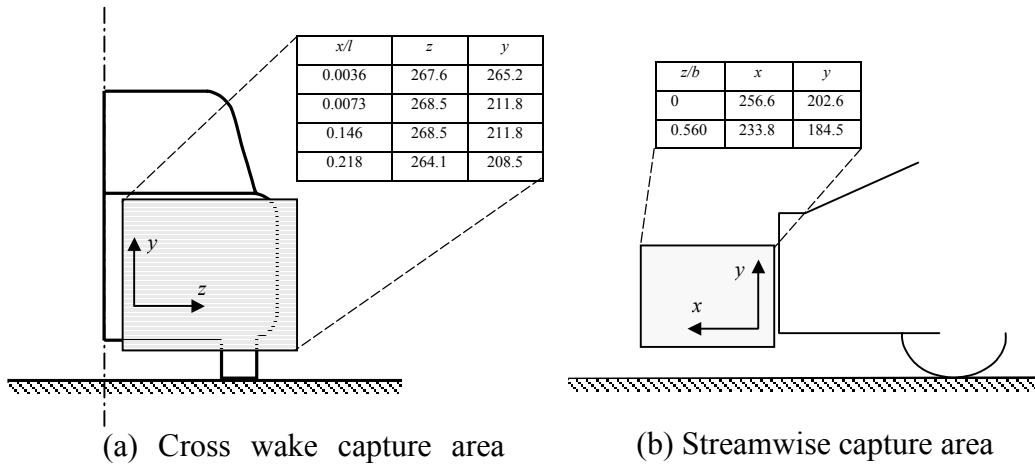 x/l z y
0.0036 267.6 265.2
0.0073 268.5 211.8
0.146 268.5 211.8
0.218 264.1 208.5
z/b x y
0 256.6 202.6
0.560 233.8 184.5
y
z
y
x
(a) Cross wake capture area
(b) Streamwise capture area